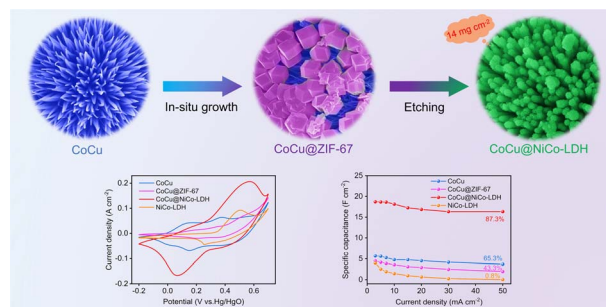 14 mg cm⁻²
In-situ growth
Etching
CoCu
CoCu@ZIF-67
CoCu@NiCo-LDH
CoCu
CoCu@ZIF-67
CoCu@NiCo-LDH
NiCo-LDH
0.2
0.1
0.0
-0.1
-0.2
Current density (A cm⁻²)
-0.2
0.0
0.2
0.4
0.6
Potential (V vs.Hg/HgO)
CoCu
CoCu@ZIF-67
CoCu@NiCo-LDH
NiCo-LDH
25
20
15
10
5
0
Specific capacitance (F cm⁻²)
87.3%
65.3%
43.3%
0.8%
0
10
20
30
40
50
Current density (mA cm⁻²)